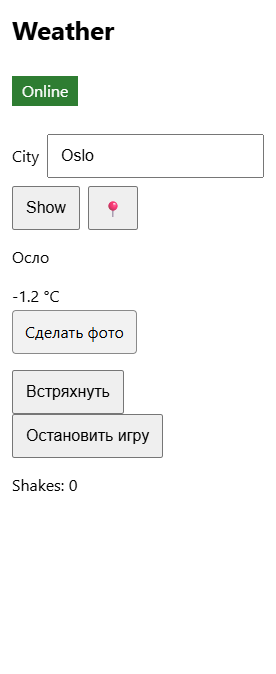 Weather
Online
City Oslo
Show 📍
Осло
-1.2 °C
Сделать фото
Встряхнуть
Остановить игру
Shakes: 0